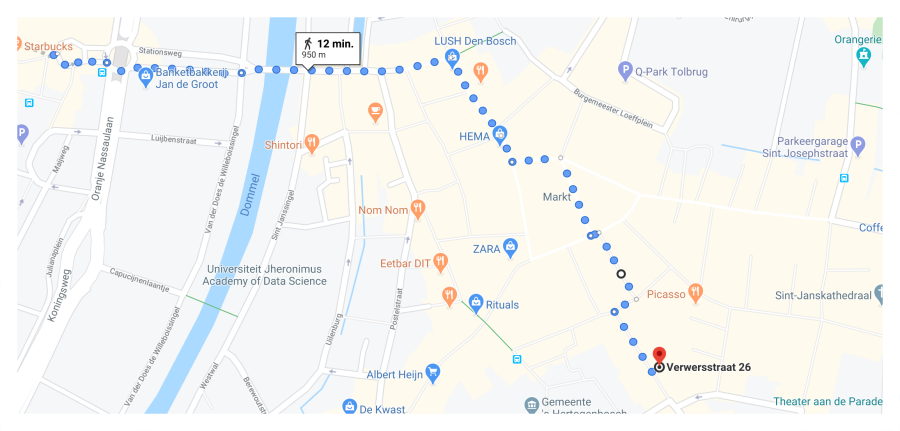 Starbucks
Stationsweg
12 min.
950 m
LUSH Den Bosch
Orangerie
Banketbakkerij
Jan de Groot
Q-Park Tolbrug
Burgemeester Loeffplein
HEMA
Parkeergarage
Sint Josephstraat
Luijbenstraat
Shintori
Oranje Nassaulaan
Van der Does de Willeboissingel
Dommel
Sint Janssingel
Markt
Nom Nom
ZARA
Coffe
Julianaplein
Koningsweg
Universiteit Jheronimus
Academy of Data Science
Eetbar DIT
Capucijnenlaantje
Rituals
Picasso
Sint-Janskathedraal
Postelstraat
Uilenburg
Van der Does de Willeboissingel
Westwal
Albert Heijn
Verwersstraat 26
De Kwast
Gemeente
's Hertogenbosch
Theater aan de Parade
P
P
P